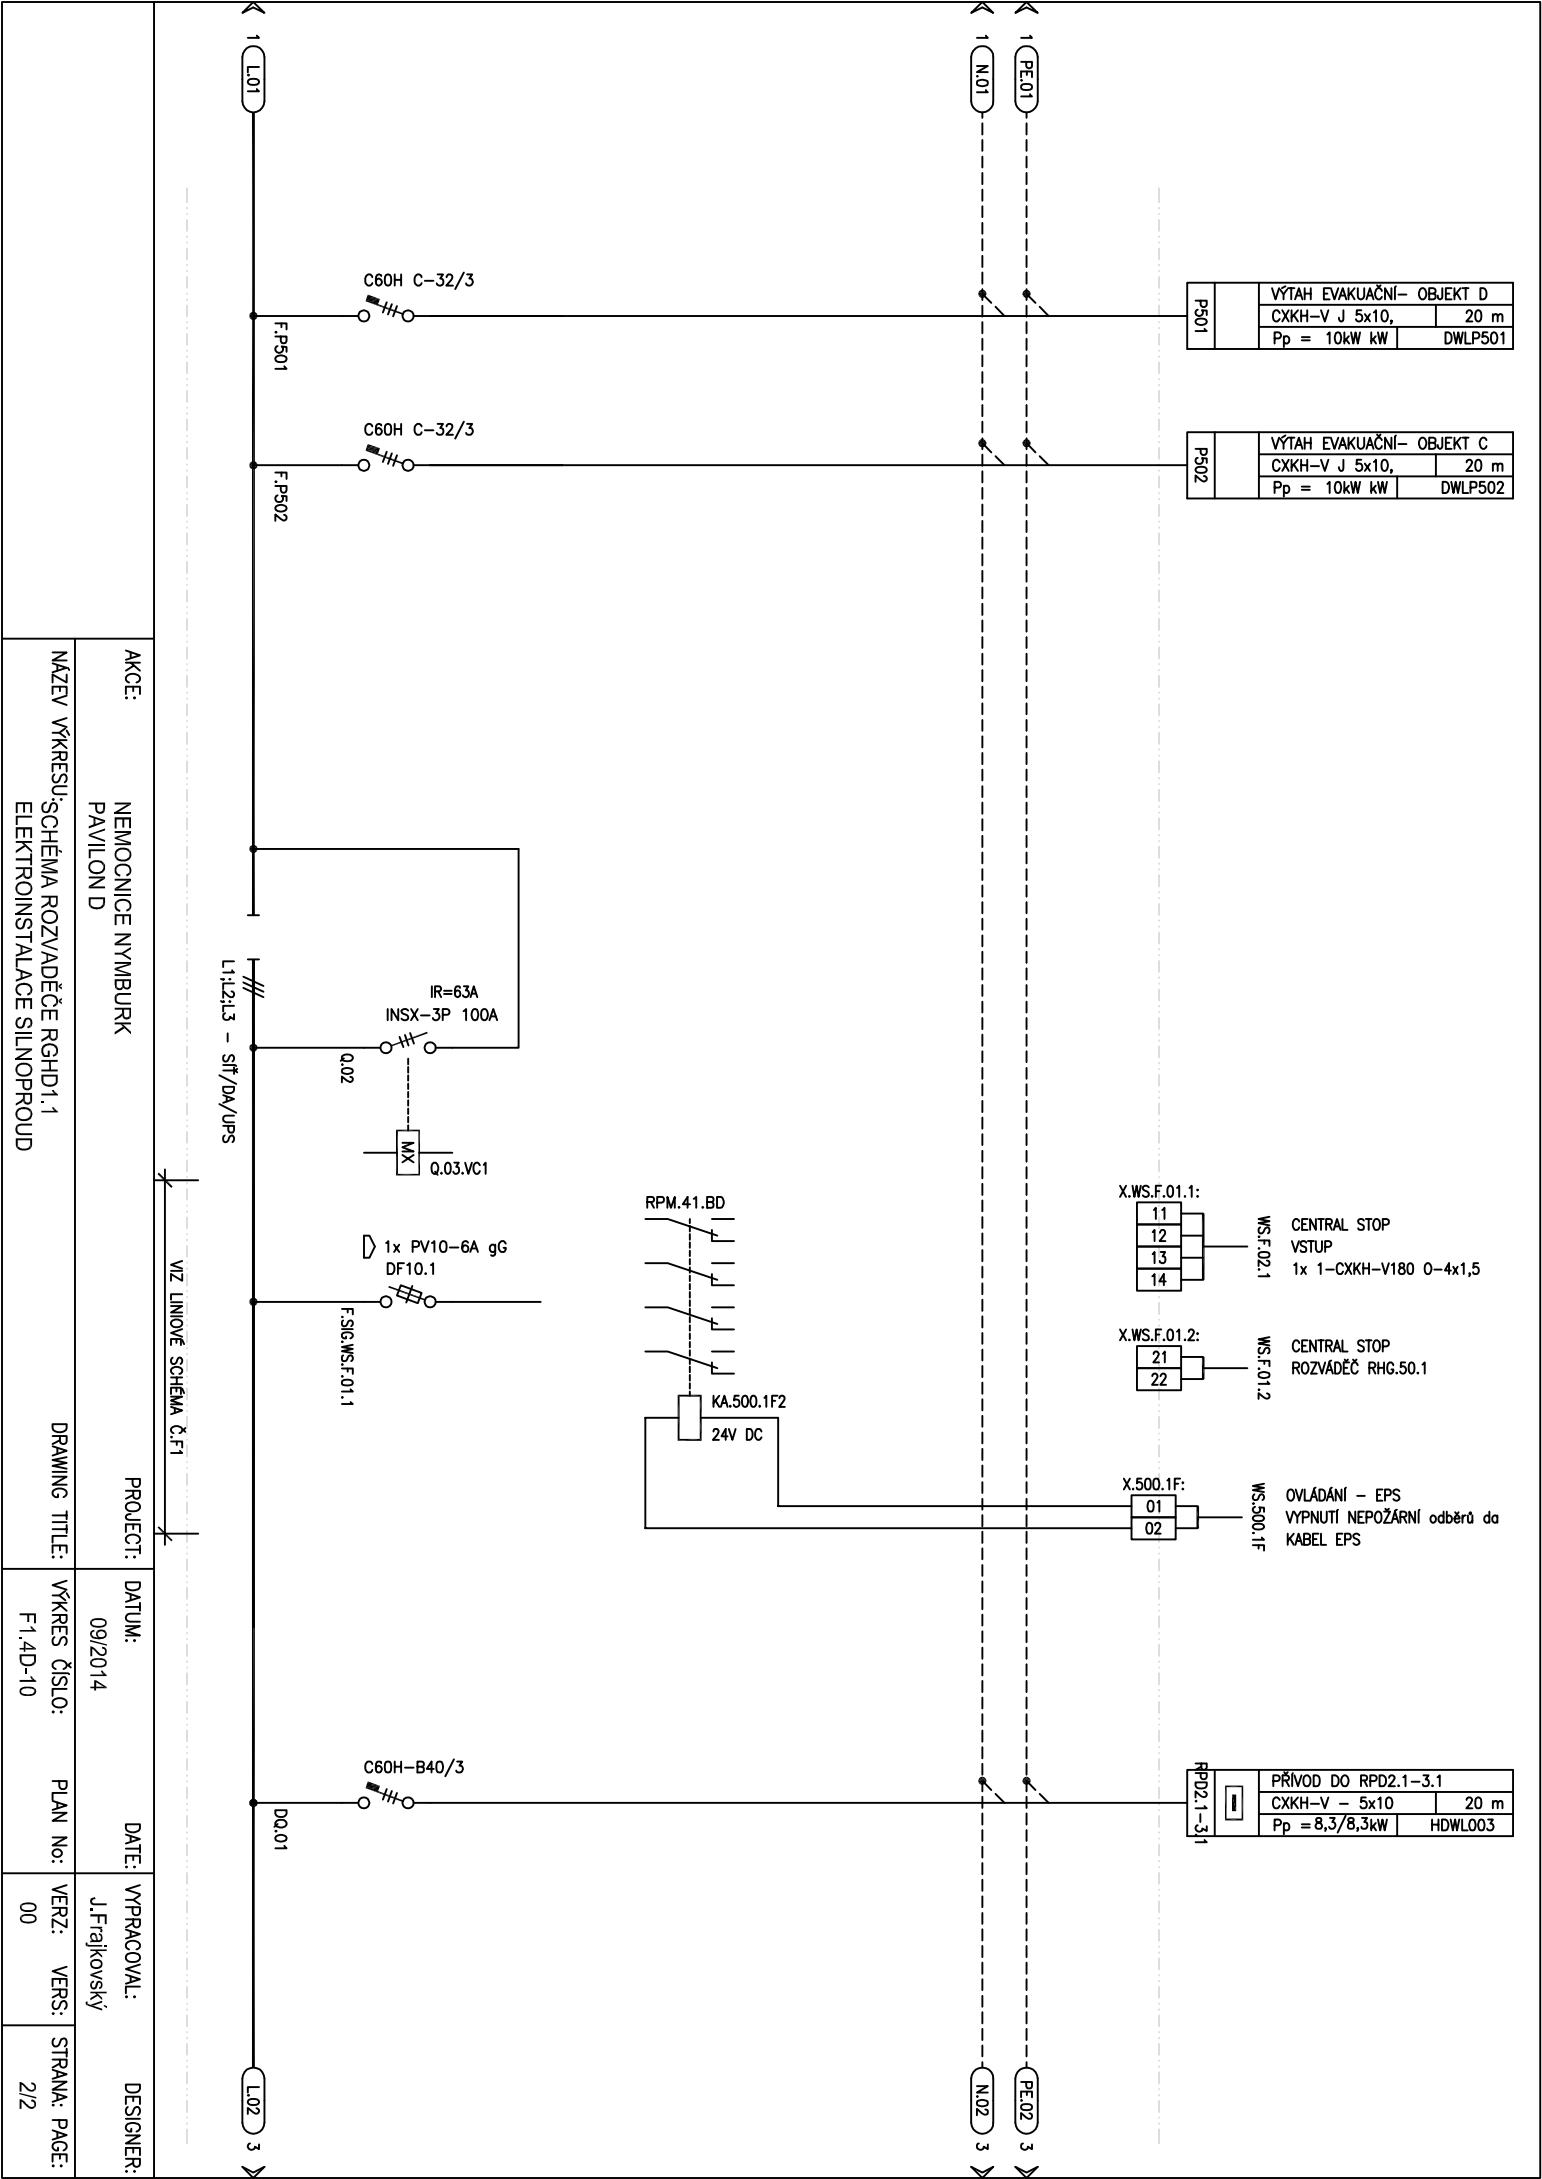 1
L.01
1
N.01
1
PE.01
C60H C-32/3
F.P501
P501
VÝTAH EVAKUAČNÍ- OBJEKT D
CXKH-V J 5x10,
20 m
Pp = 10kW kW
DWLP501
C60H C-32/3
F.P502
P502
VÝTAH EVAKUAČNÍ- OBJEKT C
CXKH-V J 5x10,
20 m
Pp = 10kW kW
DWLP502
L1;L2;L3 - SÍŤ/DA/UPS
IR=63A
INSX-3P 100A
Q.02
MX
Q.03.VC1
1x PV10-6A gG
DF10.1
F.SIG.WS.F.01.1
RPM.41.BD
KA.500.1F2
24V DC
X.WS.F.01.1:
11
12
13
14
WS.F.02.1
CENTRAL STOP
VSTUP
1x 1-CXKH-V180 O-4x1,5
X.WS.F.01.2:
21
22
WS.F.01.2
CENTRAL STOP
ROZVÁDĚČ RHG.50.1
X.500.1F:
01
02
WS.500.1F
OVLÁDÁNÍ - EPS
VYPNUTÍ NEPOŽÁRNÍ odběrů da
KABEL EPS
C60H-B40/3
DQ.01
RPD2.1-3.1
PŘÍVOD DO RPD2.1-3.1
CXKH-V - 5x10
20 m
Pp =8,3/8,3kW
HDWL003
L.02
3
N.02
3
PE.02
3
VIZ LINIOVÉ SCHÉMA Č.F1
AKCE:
NEMOCNICE NYMBURK
PAVILON D
PROJECT:
NÁZEV VÝKRESU:
SCHÉMA ROZVADĚČE RGHD1.1
ELEKTROINSTALACE SILNOPROUD
DRAWING TITLE:
DATUM:
DATE:
09/2014
VÝKRES ČÍSLO:
PLAN No:
F1.4D-10
VYPRACOVAL:
DESIGNER:
J.Frajkovský
VERZ:
VERS:
00
STRANA:
PAGE:
2/2